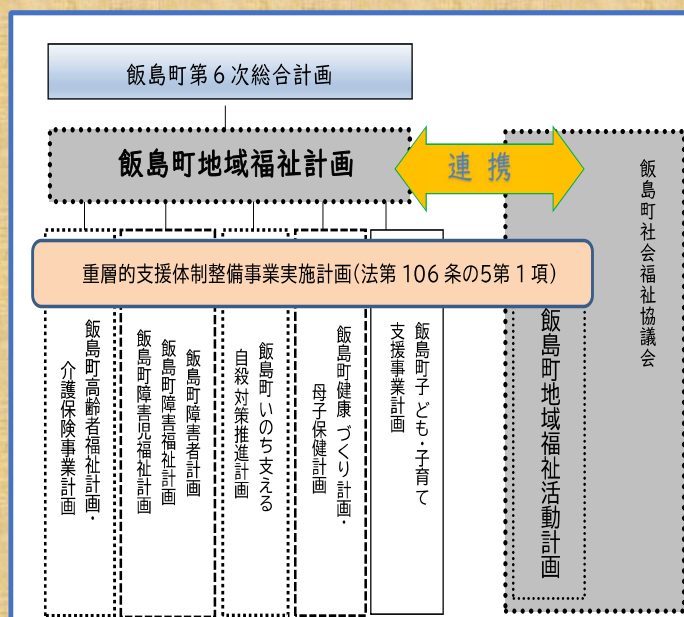 飯島町第6次総合計画
飯島町地域福祉計画
連 携
重層的支援体制整備事業実施計画(法第106条の5第1項)
飯島町高齢者福祉計画・
介護保険事業計画
飯島町障害者計画
飯島町障害福祉計画
飯島町障害児福祉計画
飯島町いのち支える
自殺対策推進計画
飯島町健康づくり計画・
母子保健計画
飯島町子ども・子育て
支援事業計画
飯島町社会福祉協議会
飯島町地域福祉活動計画